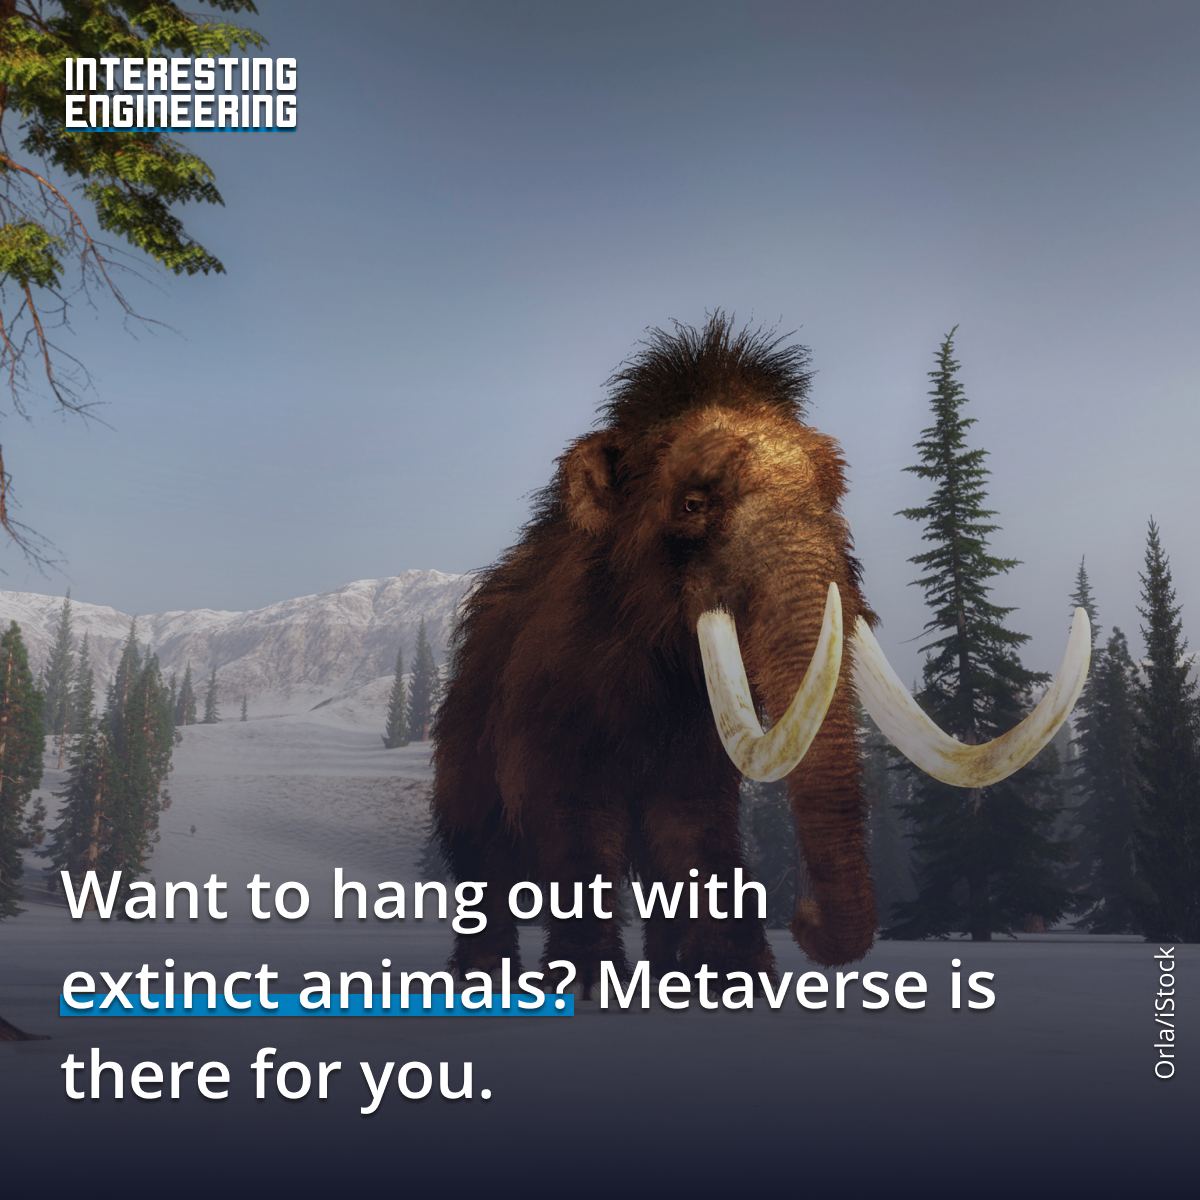 INTERESTING
ENGINEERING
Want to hang out with
extinct animals? Metaverse is
there for you.
Orla/iStock